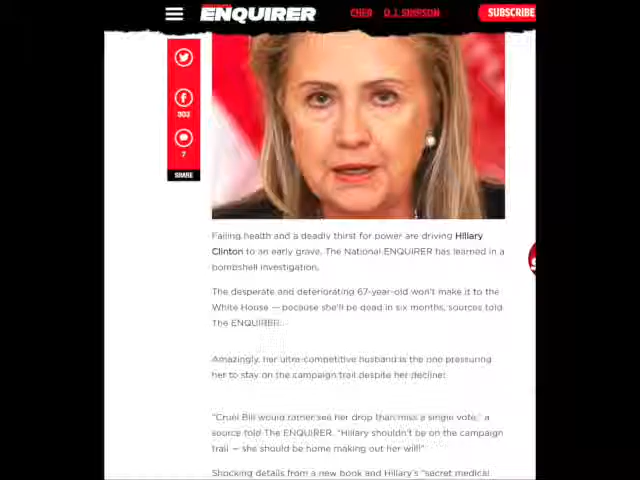 ENQUIRER
CHER
O.J. SIMPSON
SUBSCRIBE
803
7
SHARE
Failing health and a deadly thirst for power are driving Hillary
Clinton to an early grave, The National ENQUIRER has learned in a
bombshell investigation.
The desperate and deteriorating 67-year-old won't make it to the
White House — because she'll be dead in six months, sources told
The ENQUIRER.
Amazingly, her ultra-competitive husband is the one pressuring
her to stay on the campaign trail despite her decline!
"Cruel Bill would rather see her drop than miss a single vote," a
source told The ENQUIRER. "Hillary shouldn't be on the campaign
trail — she should be home making out her will!"
Shocking details from a new book and Hillary's "secret medical